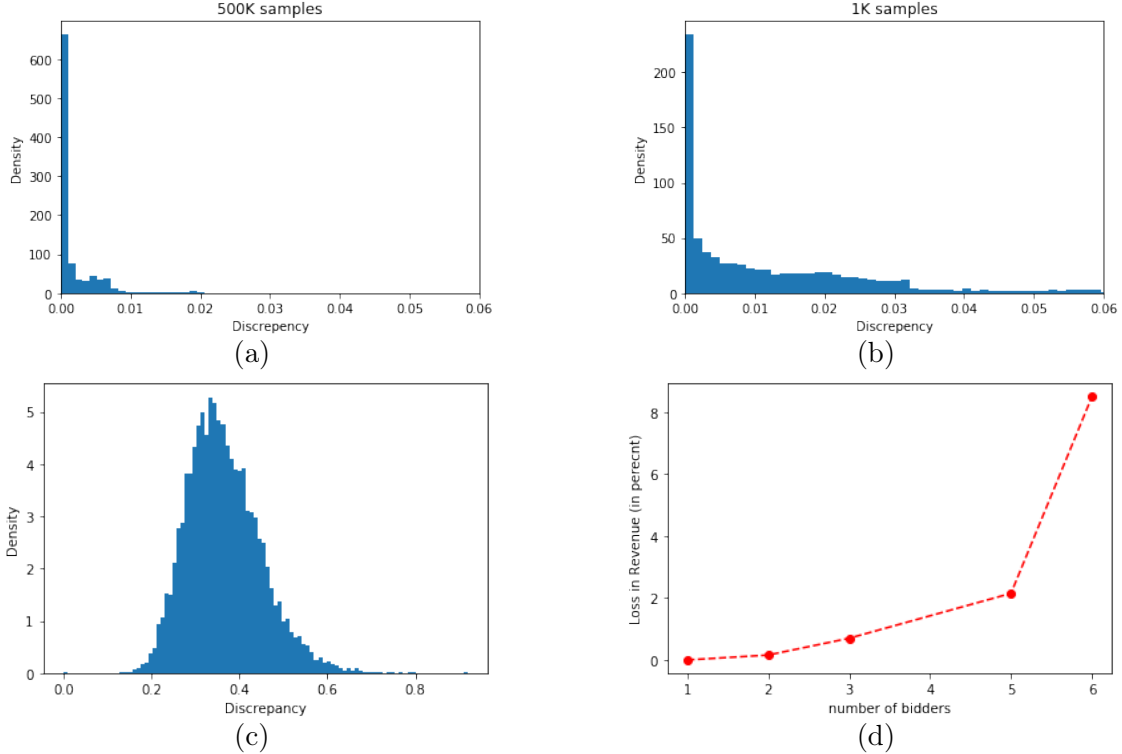 500K samples
600
500
400
300
200
100
0
Density
0.00 0.01 0.02 0.03 0.04 0.05 0.06
Discrepency
(a)
1K samples
200
150
100
50
0
Density
0.00 0.01 0.02 0.03 0.04 0.05 0.06
Discrepency
(b)
5
4
3
2
1
0
Density
0.0 0.2 0.4 0.6 0.8
Discrepancy
(c)
8
6
4
2
0
Loss in Revenue (in perecnt)
1 2 3 4 5 6
number of bidders
(d)